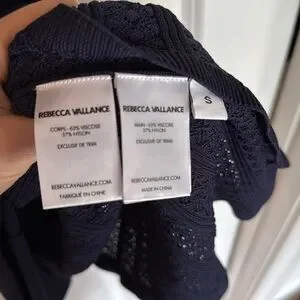 REBECCA VALLANCE
CORPS - 63% VISCOSE
37% NYLON
EXCLUSIF DE TRIM
REBECCAVALLANCE.COM
FABRIQUÉ EN CHINE
REBECCA VALLANCE
MAIN - 63% VISCOSE
37% NYLON
EXCLUSIVE OF TRIM
REBECCAVALLANCE.COM
MADE IN CHINA
S